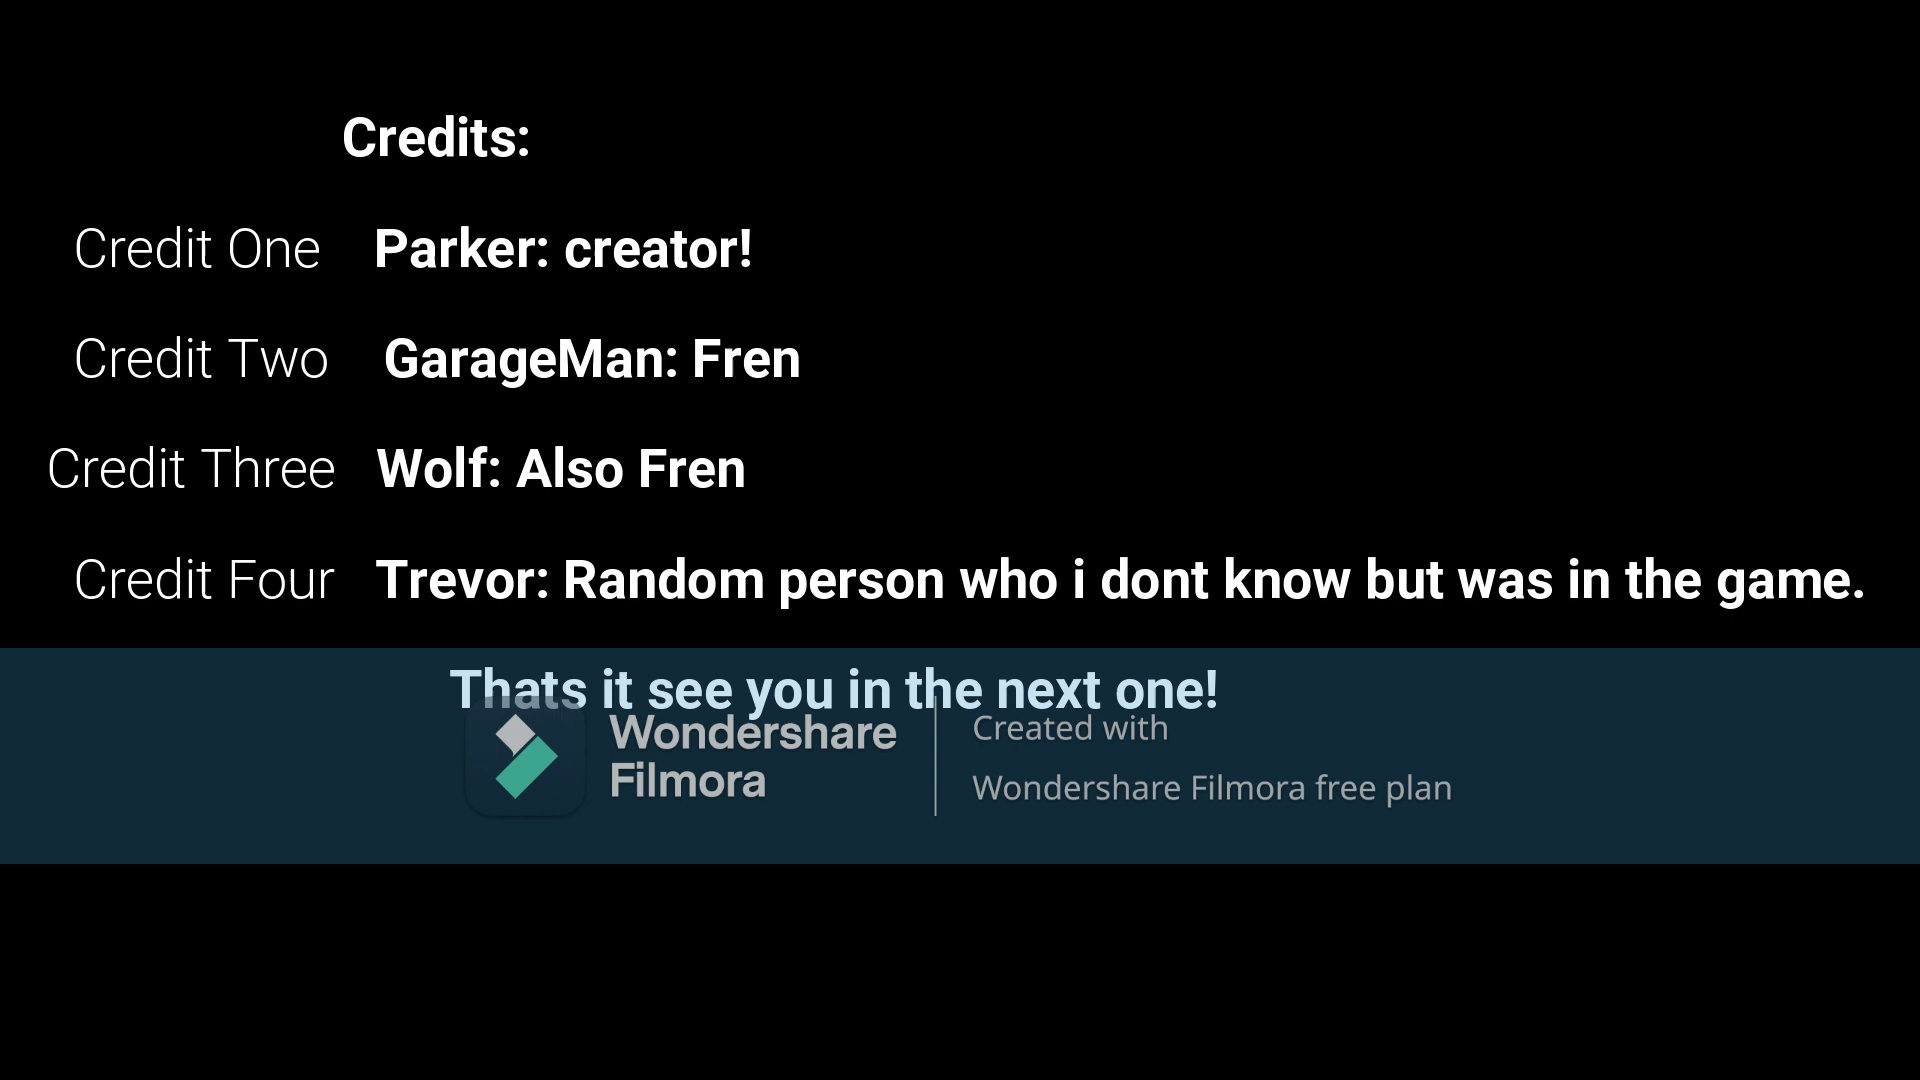 Credits:
Credit One Parker: creator!
Credit Two GarageMan: Fren
Credit Three Wolf: Also Fren
Credit Four Trevor: Random person who i dont know but was in the game.
Thats it see you in the next one!
Wondershare
Filmora
Created with
Wondershare Filmora free plan